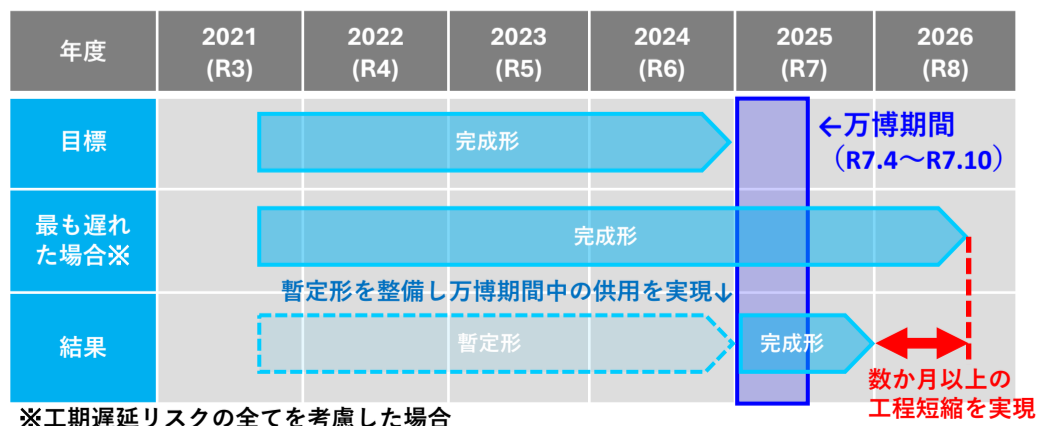 年度
2021
(R3)
2022
(R4)
2023
(R5)
2024
(R6)
2025
(R7)
2026
(R8)
目標
完成形
←万博期間
（R7.4～R7.10）
最も遅れ
た場合※
完成形
暫定形を整備し万博期間中の供用を実現↓
結果
暫定形
完成形
数か月以上の
工程短縮を実現
※工期遅延リスクの全てを考慮した場合